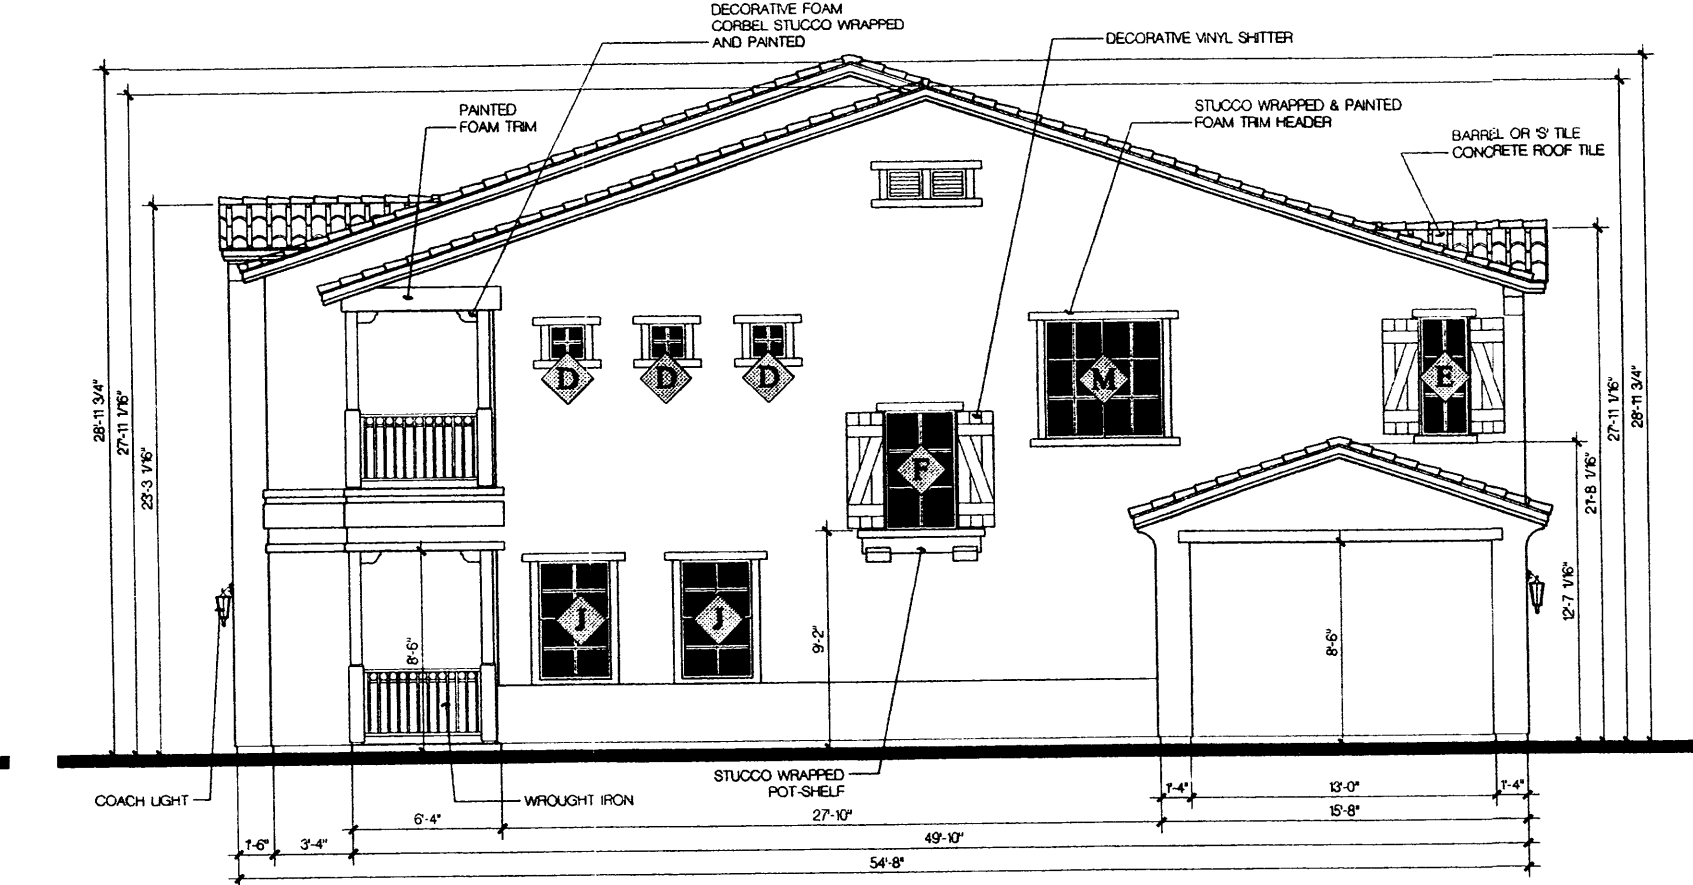 DECORATIVE FOAM
CORBEL STUCCO WRAPPED
AND PAINTED
DECORATIVE VINYL SHITTER
PAINTED
FOAM TRIM
STUCCO WRAPPED & PAINTED
FOAM TRIM HEADER
BARREL OR 'S' TILE
CONCRETE ROOF TILE
28'-11 3/4"
27'-11 1/16"
23'-3 1/16"
D
D
D
M
E
F
J
J
8'-6"
9'-2"
8'-6"
12'-7 1/16"
21'-8 1/16"
27'-11 1/16"
28'-11 3/4"
COACH LIGHT
WROUGHT IRON
STUCCO WRAPPED
POT-SHELF
1'-4"
13'-0"
1'-4"
6'-4"
27'-10"
15'-8"
1'-6"
3'-4"
49'-10"
54'-8"